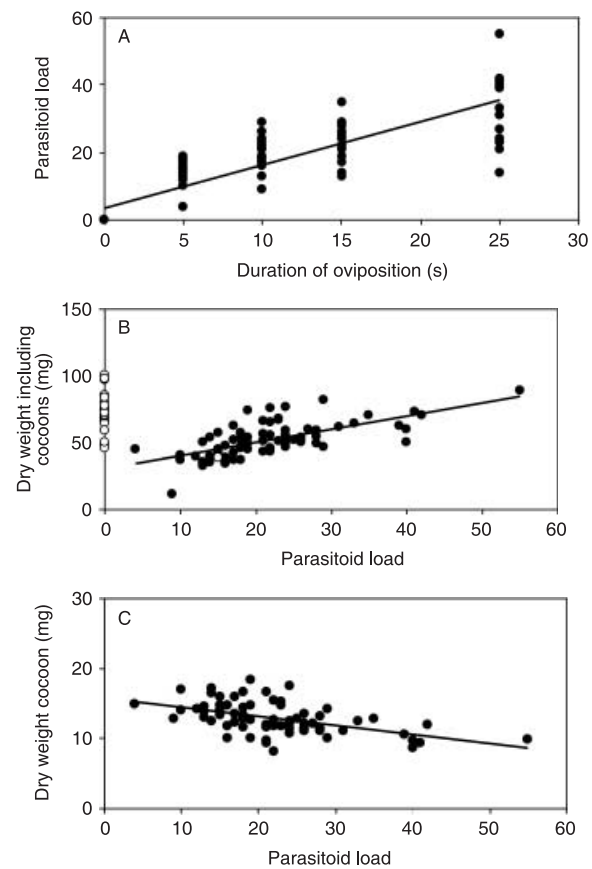 60
A
40
20
0
Parasitoid load
0 5 10 15 20 25 30
Duration of oviposition (s)
150
B
100
50
0
Dry weight including
cocoons (mg)
0 10 20 30 40 50 60
Parasitoid load
30
C
20
10
0
Dry weight cocoon (mg)
0 10 20 30 40 50 60
Parasitoid load